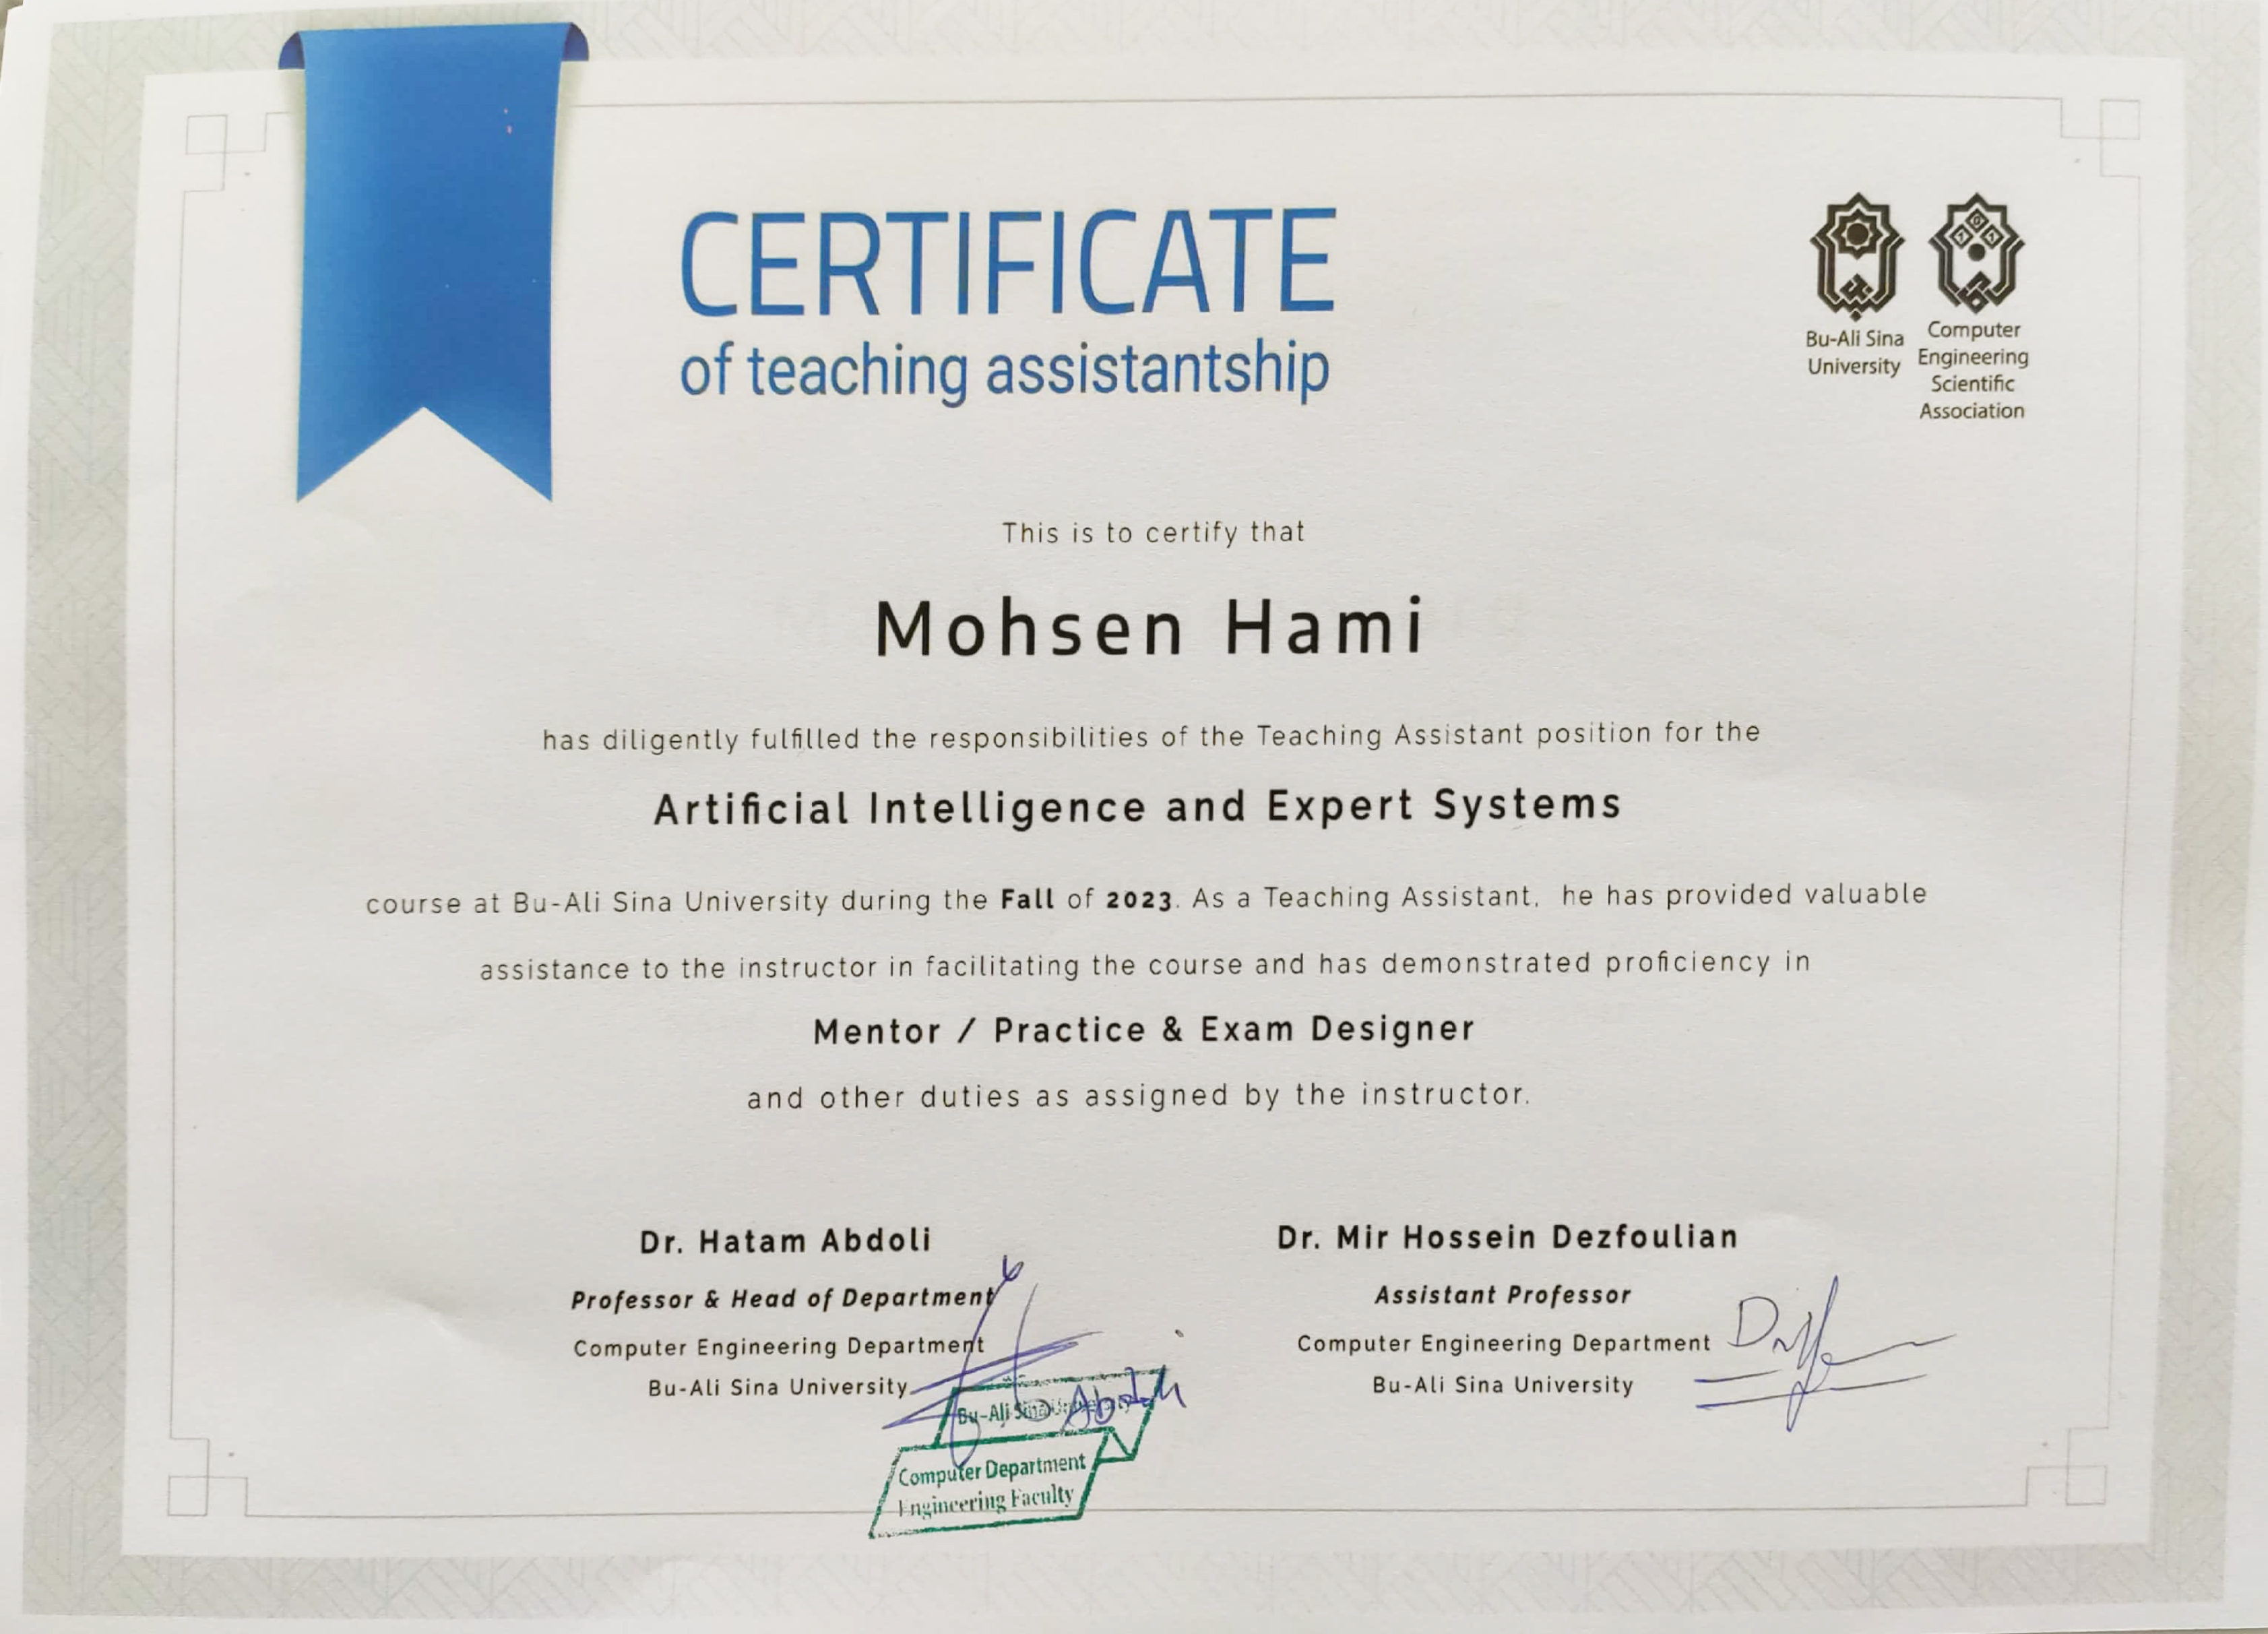 CERTIFICATE
of teaching assistantship
Bu-Ali Sina
University
Computer
Engineering
Scientific
Association
This is to certify that
Mohsen Hami
has diligently fulfilled the responsibilities of the Teaching Assistant position for the
Artificial Intelligence and Expert Systems
course at Bu-Ali Sina University during the Fall of 2023. As a Teaching Assistant, he has provided valuable
assistance to the instructor in facilitating the course and has demonstrated proficiency in
Mentor / Practice & Exam Designer
and other duties as assigned by the instructor.
Dr. Hatam Abdoli
Professor & Head of Department
Computer Engineering Department
Bu-Ali Sina University
Dr. Mir Hossein Dezfoulian
Assistant Professor
Computer Engineering Department
Bu-Ali Sina University
Bu-Ali Sina University
Abdoli
Computer Department
Engineering Faculty